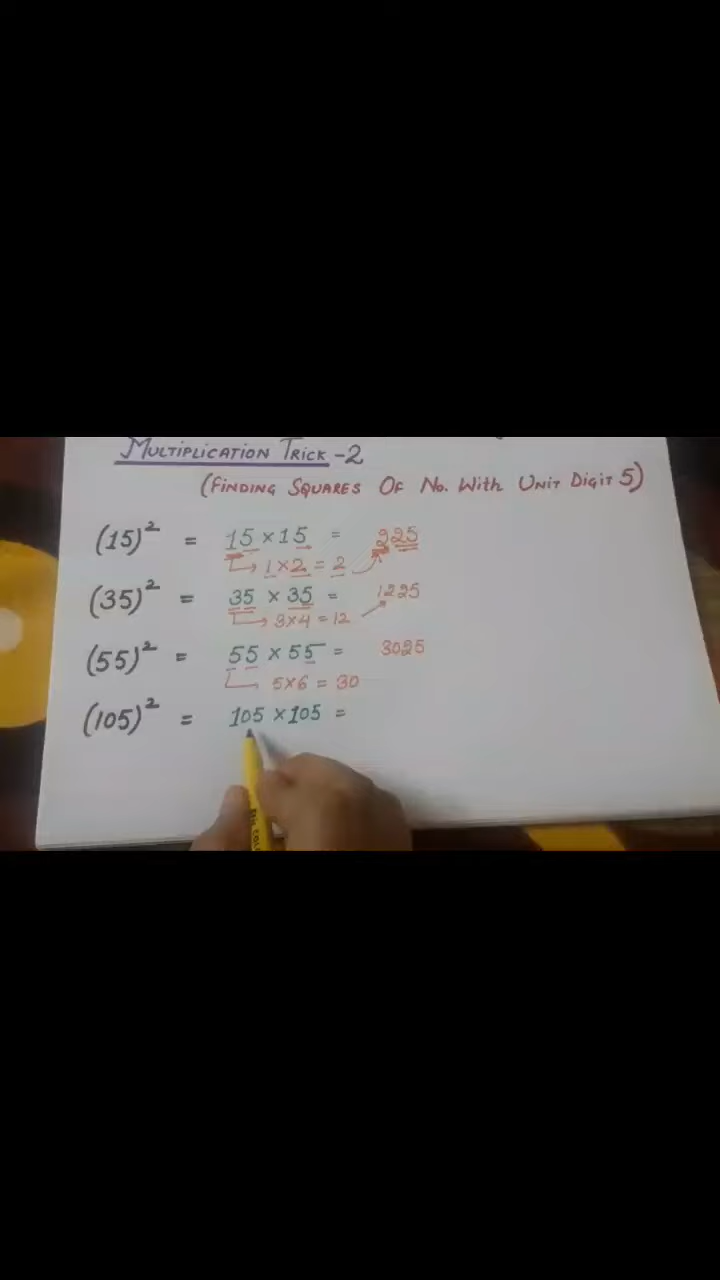 MULTIPLICATION TRICK -2
(FINDING SQUARES OF NO. WITH UNIT DIGIT 5)
(15)² = 15 × 15 = 225
1×2 = 2
(35)² = 35 × 35 = 1225
3×4 = 12
(55)² = 55 × 55 = 3025
5×6 = 30
(105)² = 105 × 105 =